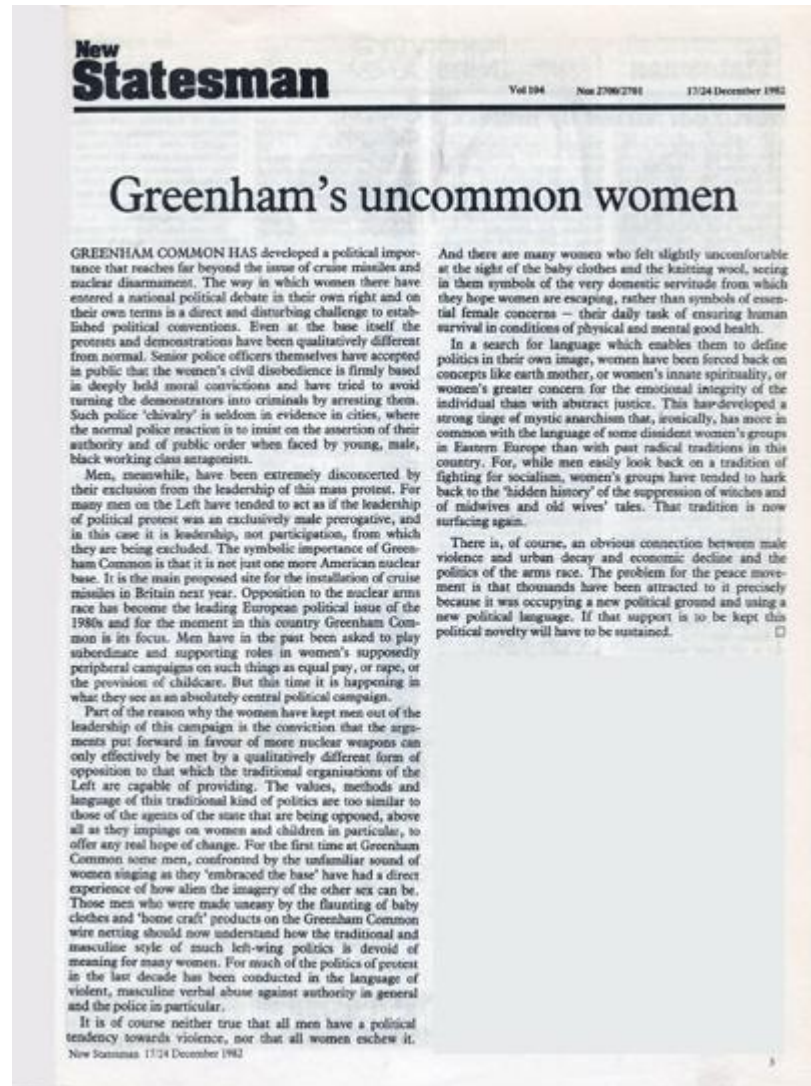 New
Statesman
Vol 104 Nos 2700/2701 17/24 December 1982
Greenham's uncommon women
GREENHAM COMMON HAS developed a political impor-
tance that reaches far beyond the issue of cruise missiles and
nuclear disarmament. The way in which women there have
entered a national political debate in their own right and on
their own terms is a direct and disturbing challenge to estab-
lished political conventions. Even at the base itself the
protests and demonstrations have been qualitatively different
from normal. Senior police officers themselves have accepted
in public that the women's civil disobedience is firmly based
in deeply held moral convictions and have tried to avoid
turning the demonstrators into criminals by arresting them.
Such police 'chivalry' is seldom in evidence in cities, where
the normal police reaction is to insist on the assertion of their
authority and of public order when faced by young, male,
black working class antagonists.
Men, meanwhile, have been extremely disconcerted by
their exclusion from the leadership of this mass protest. For
many men on the Left have tended to act as if the leadership
of political protest was an exclusively male prerogative, and
in this case it is leadership, not participation, from which
they are being excluded. The symbolic importance of Green-
ham Common is that it is not just one more American nuclear
base. It is the main proposed site for the installation of cruise
missiles in Britain next year. Opposition to the nuclear arms
race has become the leading European political issue of the
1980s and for the moment in this country Greenham Com-
mon is its focus. Men have in the past been asked to play
subordinate and supporting roles in women's supposedly
peripheral campaigns on such things as equal pay, or rape, or
the provision of childcare. But this time it is happening in
what they see as an absolutely central political campaign.
Part of the reason why the women have kept men out of the
leadership of this campaign is the conviction that the argu-
ments put forward in favour of more nuclear weapons can
only effectively be met by a qualitatively different form of
opposition to that which the traditional organisations of the
Left are capable of providing. The values, methods and
language of this traditional kind of politics are too similar to
those of the agents of the state that are being opposed, above
all as they impinge on women and children in particular, to
offer any real hope of change. For the first time at Greenham
Common some men, confronted by the unfamiliar sound of
women singing as they 'embraced the base' have had a direct
experience of how alien the imagery of the other sex can be.
Those men who were made uneasy by the flaunting of baby
clothes and 'home craft' products on the Greenham Common
wire netting should now understand how the traditional and
masculine style of much left-wing politics is devoid of
meaning for many women. For much of the politics of protest
in the last decade has been conducted in the language of
violent, masculine verbal abuse against authority in general
and the police in particular.
It is of course neither true that all men have a political
tendency towards violence, nor that all women eschew it.
And there are many women who felt slightly uncomfortable
at the sight of the baby clothes and the knitting wool, seeing
in them symbols of the very domestic servitude from which
they hope women are escaping, rather than symbols of essen-
tial female concerns — their daily task of ensuring human
survival in conditions of physical and mental good health.
In a search for language which enables them to define
politics in their own image, women have been forced back on
concepts like earth mother, or women's innate spirituality, or
women's greater concern for the emotional integrity of the
individual than with abstract justice. This has developed a
strong tinge of mystic anarchism that, ironically, has more in
common with the language of some dissident women's groups
in Eastern Europe than with past radical traditions in this
country. For, while men easily look back on a tradition of
fighting for socialism, women's groups have tended to hark
back to the 'hidden history' of the suppression of witches and
of midwives and old wives' tales. That tradition is now
surfacing again.
There is, of course, an obvious connection between male
violence and urban decay and economic decline and the
politics of the arms race. The problem for the peace move-
ment is that thousands have been attracted to it precisely
because it was occupying a new political ground and using a
new political language. If that support is to be kept this
political novelty will have to be sustained. □
New Statesman 17/24 December 1982
3